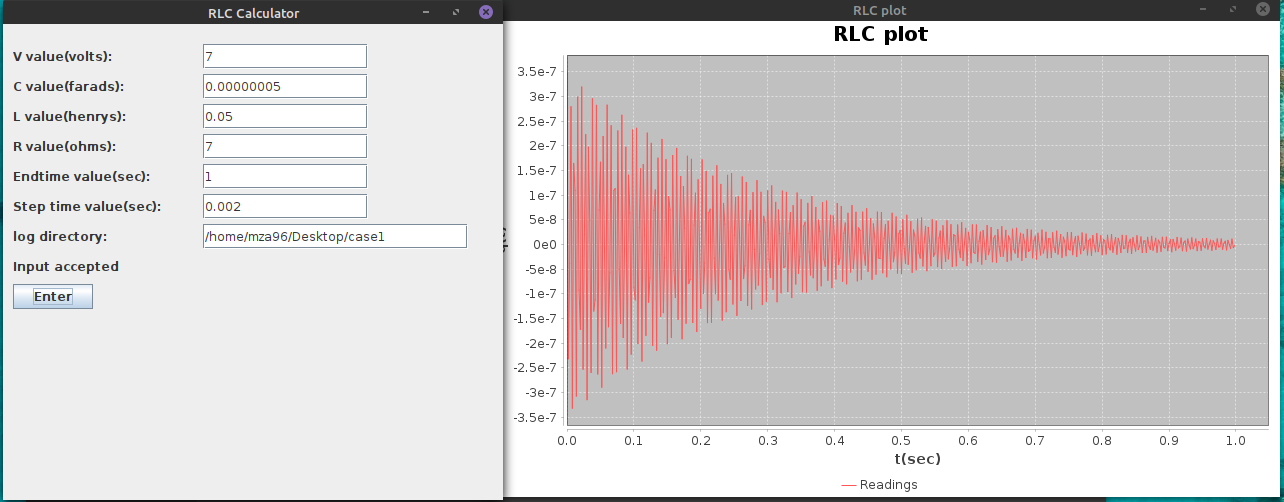 RLC Calculator
V value(volts): 7
C value(farads): 0.00000005
L value(henrys): 0.05
R value(ohms): 7
Endtime value(sec): 1
Step time value(sec): 0.002
log directory: /home/mza96/Desktop/case1
Input accepted
Enter
RLC plot
RLC plot
3.5e-7
3e-7
2.5e-7
2e-7
1.5e-7
1e-7
5e-8
0e0
-5e-8
-1e-7
-1.5e-7
-2e-7
-2.5e-7
-3e-7
-3.5e-7
0.0 0.1 0.2 0.3 0.4 0.5 0.6 0.7 0.8 0.9 1.0
t(sec)
Readings